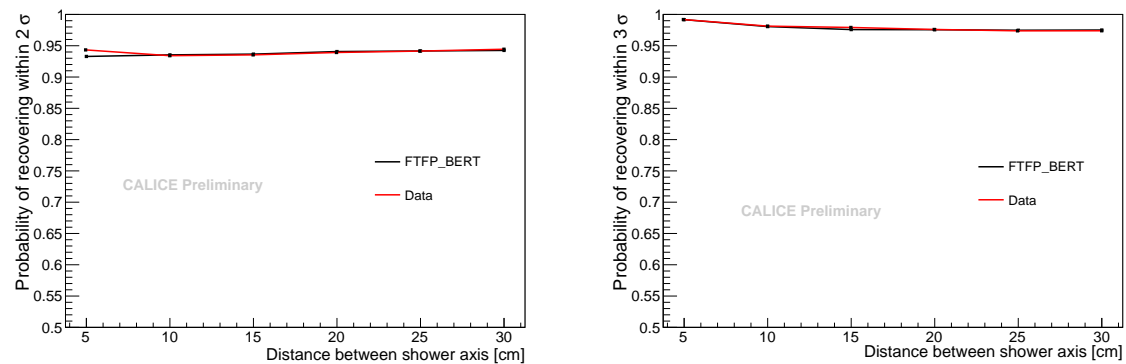 Probability of recovering within 2 σ
1
0.95
0.9
0.85
0.8
0.75
0.7
0.65
0.6
0.55
0.5
FTFP_BERT
CALICE Preliminary
Data
5 10 15 20 25 30
Distance between shower axis [cm]
Probability of recovering within 3 σ
1
0.95
0.9
0.85
0.8
0.75
0.7
0.65
0.6
0.55
0.5
FTFP_BERT
Data
CALICE Preliminary
5 10 15 20 25 30
Distance between shower axis [cm]